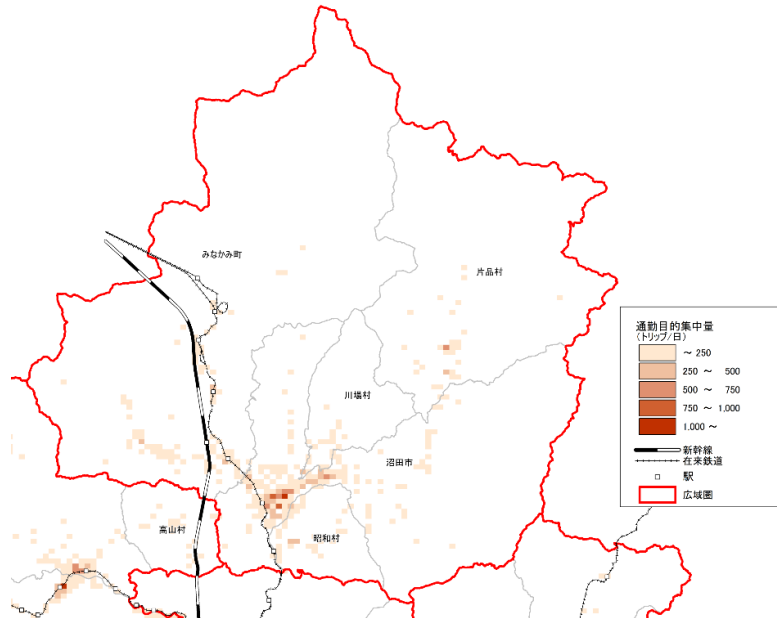 みなかみ町
片品村
川場村
沼田市
高山村
昭和村
通勤目的集中量
(トリップ/日)
～ 250
250 ～ 500
500 ～ 750
750 ～ 1,000
1,000 ～
新幹線
在来鉄道
駅
広域圏